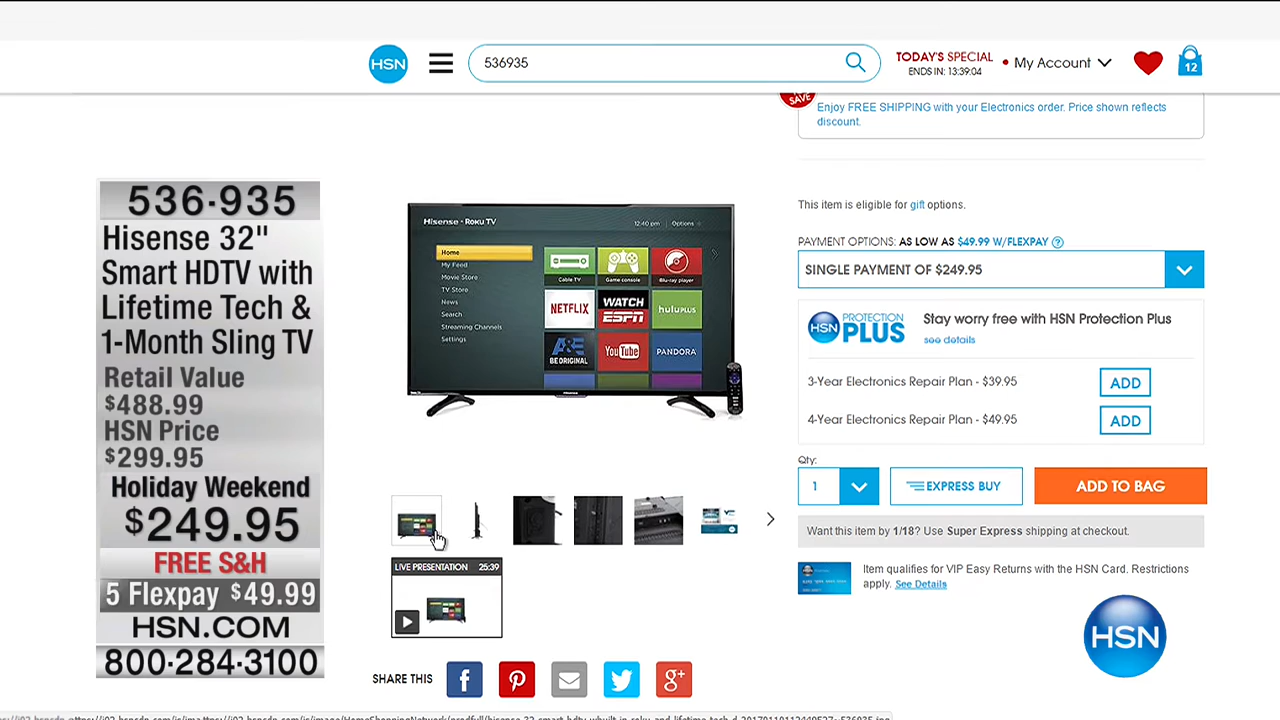 HSN
536935
TODAY'S SPECIAL
ENDS IN: 13:39:04
My Account
12
SAVE
Enjoy FREE SHIPPING with your Electronics order. Price shown reflects
discount.
536-935
Hisense 32"
Smart HDTV with
Lifetime Tech &
1-Month Sling TV
Retail Value
$488.99
HSN Price
$299.95
Holiday Weekend
$249.95
FREE S&H
5 Flexpay $49.99
HSN.COM
800-284-3100
Hisense • Roku TV
12:40 pm
Options
Home
My Feed
Movie Store
TV Store
News
Search
Streaming Channels
Settings
Cable TV
Game console
Blu-ray player
NETFLIX
WATCH
ESPN
hulu PLUS
A&E
BE ORIGINAL
YouTube
PANDORA
LIVE PRESENTATION 25:39
SHARE THIS
f
g+
This item is eligible for gift options.
PAYMENT OPTIONS: AS LOW AS $49.99 W/FLEXPAY ?
SINGLE PAYMENT OF $249.95
HSN PROTECTION
PLUS
Stay worry free with HSN Protection Plus
see details
3-Year Electronics Repair Plan - $39.95
ADD
4-Year Electronics Repair Plan - $49.95
ADD
Qty:
1
EXPRESS BUY
ADD TO BAG
Want this item by 1/18? Use Super Express shipping at checkout.
Item qualifies for VIP Easy Returns with the HSN Card. Restrictions
apply. See Details
HSN